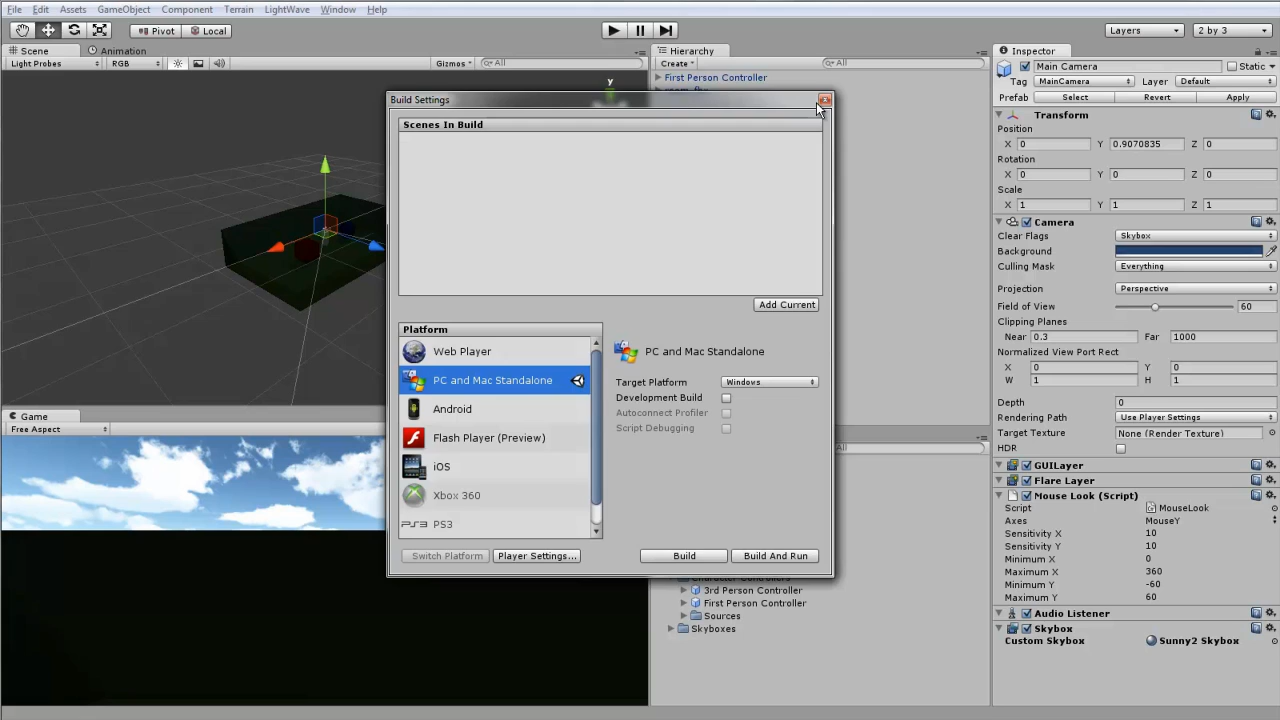 File Edit Assets GameObject Component Terrain LightWave Window Help
Pivot Local Layers 2 by 3
Scene Animation
Light Probes RGB Gizmos All
y
Hierarchy
Create All
First Person Controller
Build Settings
Scenes In Build
Add Current
Platform
Web Player
PC and Mac Standalone
Android
Flash Player (Preview)
iOS
Xbox 360
PS3
PC and Mac Standalone
Target Platform Windows
Development Build
Autoconnect Profiler
Script Debugging
Switch Platform Player Settings... Build Build And Run
Game
Free Aspect
All
3rd Person Controller
First Person Controller
Sources
Skyboxes
Inspector
Main Camera Static
Tag MainCamera Layer Default
Prefab Select Revert Apply
Transform
Position
X 0 Y 0.9070835 Z 0
Rotation
X 0 Y 0 Z 0
Scale
X 1 Y 1 Z 1
Camera
Clear Flags Skybox
Background
Culling Mask Everything
Projection Perspective
Field of View 60
Clipping Planes
Near 0.3 Far 1000
Normalized View Port Rect
X 0 Y 0
W 1 H 1
Depth 0
Rendering Path Use Player Settings
Target Texture None (Render Texture)
HDR
GUILayer
Flare Layer
Mouse Look (Script)
Script MouseLook
Axes MouseY
Sensitivity X 10
Sensitivity Y 10
Minimum X 0
Maximum X 360
Minimum Y -60
Maximum Y 60
Audio Listener
Skybox
Custom Skybox Sunny2 Skybox